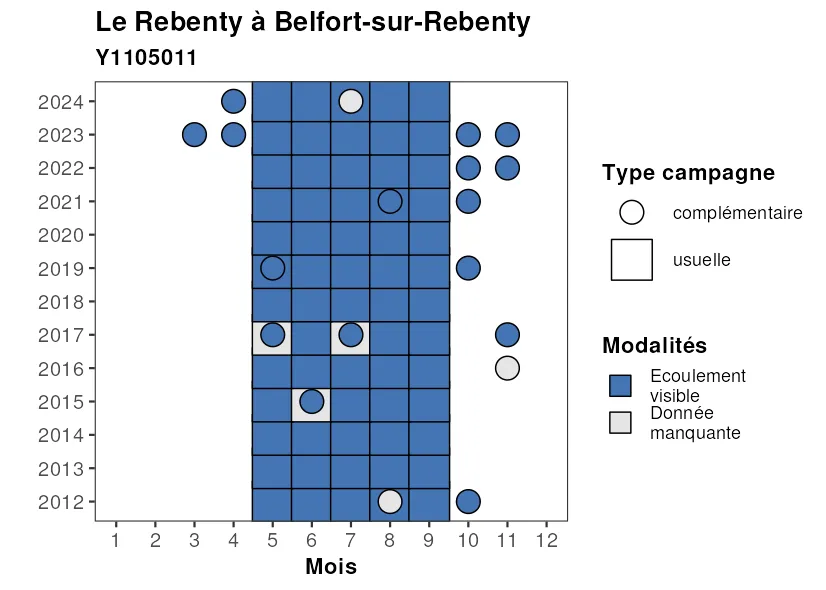 Le Rebenty à Belfort-sur-Rebenty
Y1105011
2024
2023
2022
2021
2020
2019
2018
2017
2016
2015
2014
2013
2012
1 2 3 4 5 6 7 8 9 10 11 12
Mois
Type campagne
complémentaire
usuelle
Modalités
Ecoulement
visible
Donnée
manquante